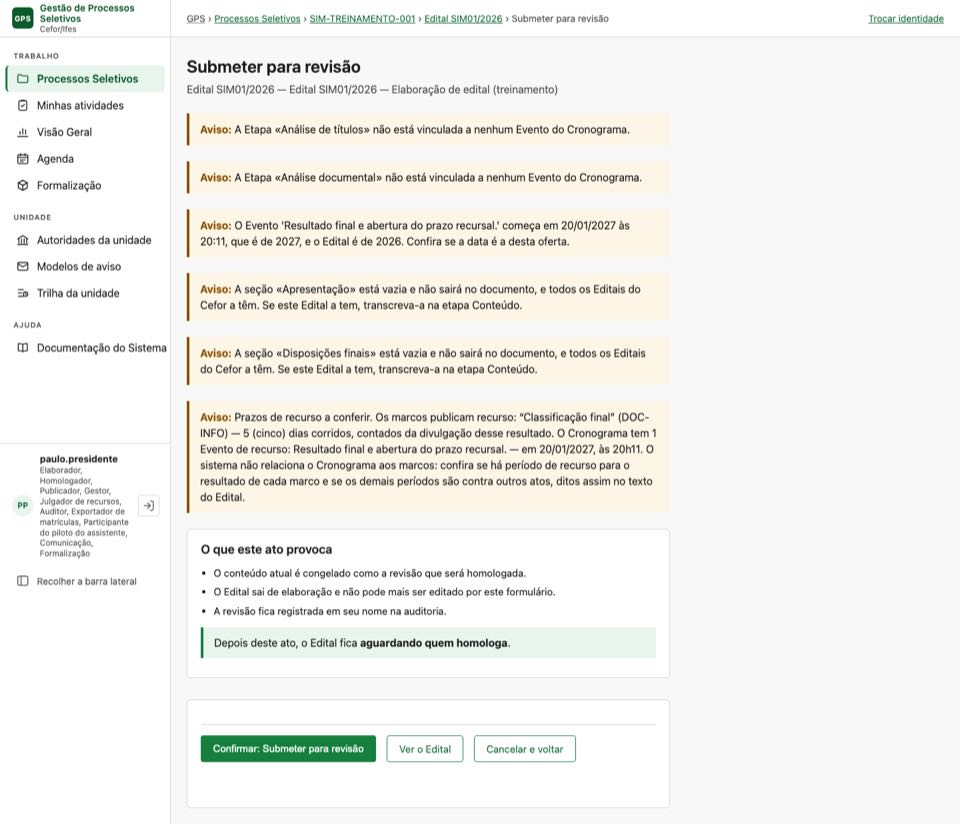 GPS
Gestão de Processos
Seletivos
Cefor/Ifes
GPS › Processos Seletivos › SIM-TREINAMENTO-001 › Edital SIM01/2026 › Submeter para revisão
Trocar identidade
TRABALHO
Processos Seletivos
Minhas atividades
Visão Geral
Agenda
Formalização
UNIDADE
Autoridades da unidade
Modelos de aviso
Trilha da unidade
AJUDA
Documentação do Sistema
paulo.presidente
PP
Elaborador,
Homologador,
Publicador, Gestor,
Julgador de recursos,
Auditor, Exportador de
matrículas, Participante
do piloto do assistente,
Comunicação,
Formalização
Recolher a barra lateral
Submeter para revisão
Edital SIM01/2026 — Edital SIM01/2026 — Elaboração de edital (treinamento)
Aviso: A Etapa «Análise de títulos» não está vinculada a nenhum Evento do Cronograma.
Aviso: A Etapa «Análise documental» não está vinculada a nenhum Evento do Cronograma.
Aviso: O Evento 'Resultado final e abertura do prazo recursal.' começa em 20/01/2027 às
20:11, que é de 2027, e o Edital é de 2026. Confira se a data é a desta oferta.
Aviso: A seção «Apresentação» está vazia e não sairá no documento, e todos os Editais do
Cefor a têm. Se este Edital a tem, transcreva-a na etapa Conteúdo.
Aviso: A seção «Disposições finais» está vazia e não sairá no documento, e todos os Editais
do Cefor a têm. Se este Edital a tem, transcreva-a na etapa Conteúdo.
Aviso: Prazos de recurso a conferir. Os marcos publicam recurso: “Classificação final” (DOC-
INFO) — 5 (cinco) dias corridos, contados da divulgação desse resultado. O Cronograma tem 1
Evento de recurso: Resultado final e abertura do prazo recursal. — em 20/01/2027, às 20h11. O
sistema não relaciona o Cronograma aos marcos: confira se há período de recurso para o
resultado de cada marco e se os demais períodos são contra outros atos, ditos assim no texto
do Edital.
O que este ato provoca
• O conteúdo atual é congelado como a revisão que será homologada.
• O Edital sai de elaboração e não pode mais ser editado por este formulário.
• A revisão fica registrada em seu nome na auditoria.
Depois deste ato, o Edital fica aguardando quem homologa.
Confirmar: Submeter para revisão
Ver o Edital
Cancelar e voltar